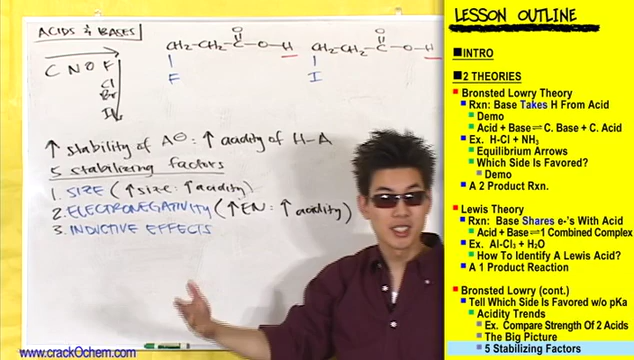 ACIDS & BASES
C N O F
Cl
Br
I
O
CH2-CH2-C-O-H
F
O
CH2-CH2-C-O-H
I
↑ stability of A⊖: ↑ acidity of H-A
5 stabilizing factors
1. SIZE (↑size: ↑acidity)
2. ELECTRONEGATIVITY (↑EN: ↑acidity)
3. INDUCTIVE EFFECTS
www.crackOchem.com
LESSON OUTLINE
INTRO
2 THEORIES
Bronsted Lowry Theory
Rxn: Base Takes H From Acid
Demo
Acid + Base⇌C. Base + C. Acid
Ex. H-Cl + NH3
Equilibrium Arrows
Which Side Is Favored?
Demo
A 2 Product Rxn.
Lewis Theory
Rxn: Base Shares e-'s With Acid
Acid + Base⇌1 Combined Complex
Ex. Al-Cl3 + H2O
How To Identify A Lewis Acid?
A 1 Product Reaction
Bronsted Lowry (cont.)
Tell Which Side Is Favored w/o pKa
Acidity Trends
Ex. Compare Strength Of 2 Acids
The Big Picture
5 Stabilizing Factors